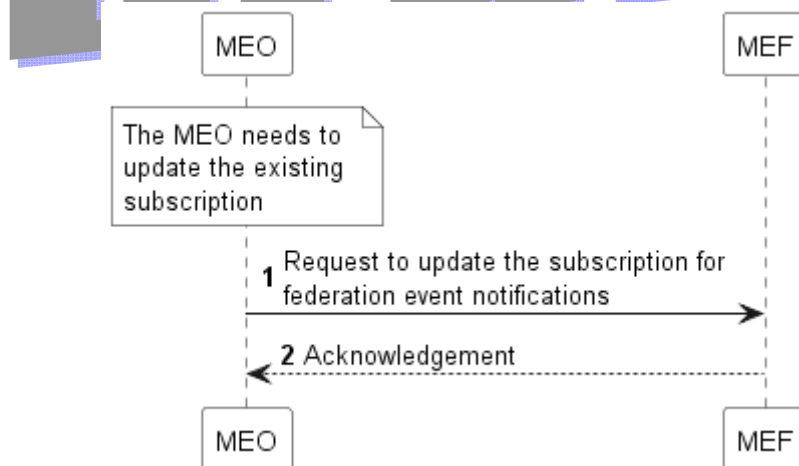 MEO MEF
The MEO needs to
update the existing
subscription
1 Request to update the subscription for
federation event notifications
2 Acknowledgement
MEO MEF